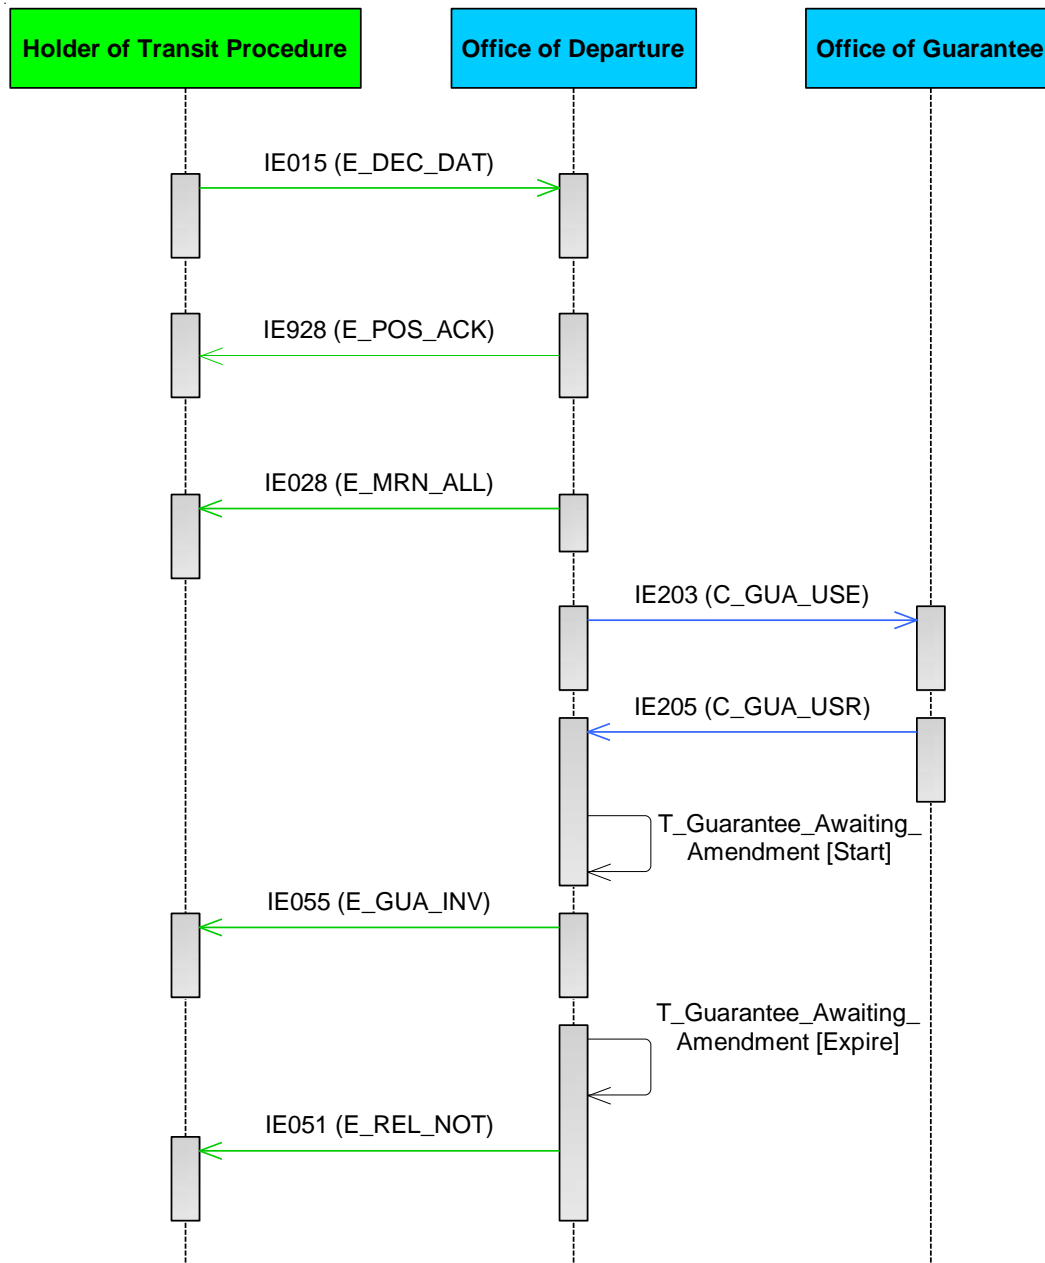 Holder of Transit Procedure
Office of Departure
Office of Guarantee
IE015 (E_DEC_DAT)
IE928 (E_POS_ACK)
IE028 (E_MRN_ALL)
IE203 (C_GUA_USE)
IE205 (C_GUA_USR)
T_Guarantee_Awaiting_
Amendment [Start]
IE055 (E_GUA_INV)
T_Guarantee_Awaiting_
Amendment [Expire]
IE051 (E_REL_NOT)